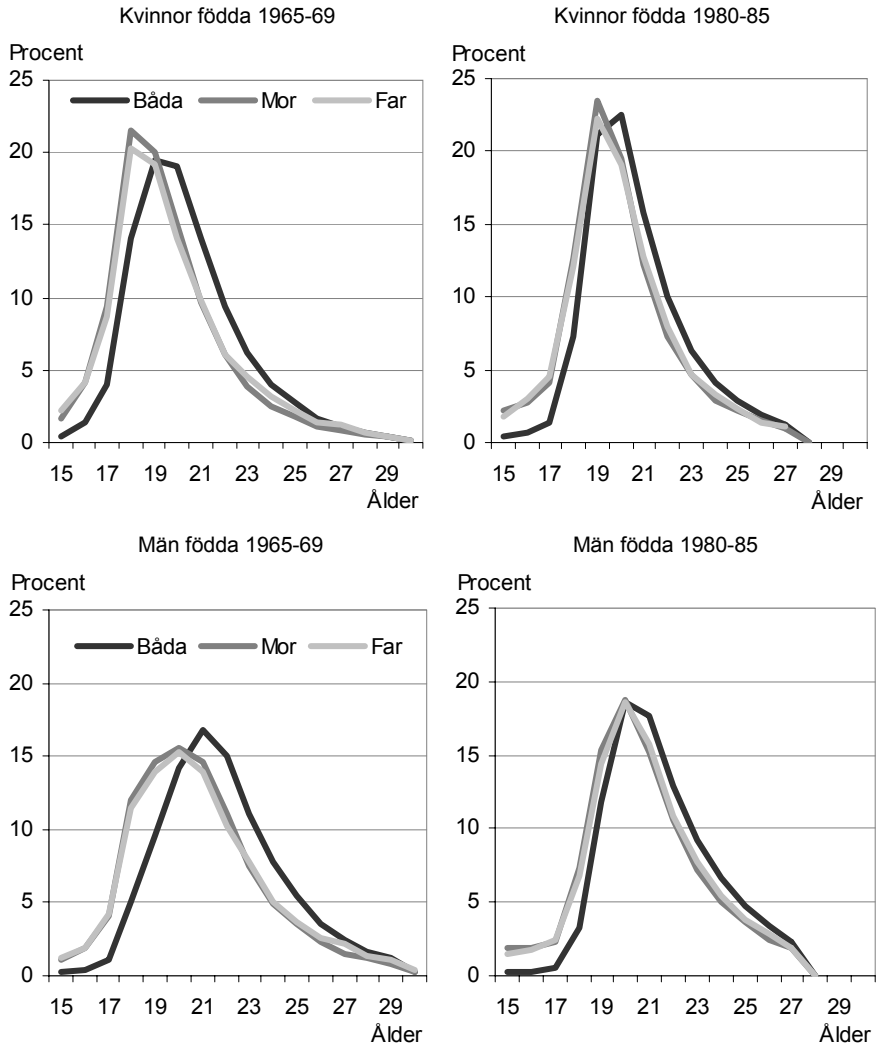 Kvinnor födda 1965-69
Procent
25
20
15
10
5
0
Båda Mor Far
15 17 19 21 23 25 27 29
Ålder
Kvinnor födda 1980-85
Procent
25
20
15
10
5
0
15 17 19 21 23 25 27 29
Ålder
Män födda 1965-69
Procent
25
20
15
10
5
0
Båda Mor Far
15 17 19 21 23 25 27 29
Ålder
Män födda 1980-85
Procent
25
20
15
10
5
0
15 17 19 21 23 25 27 29
Ålder